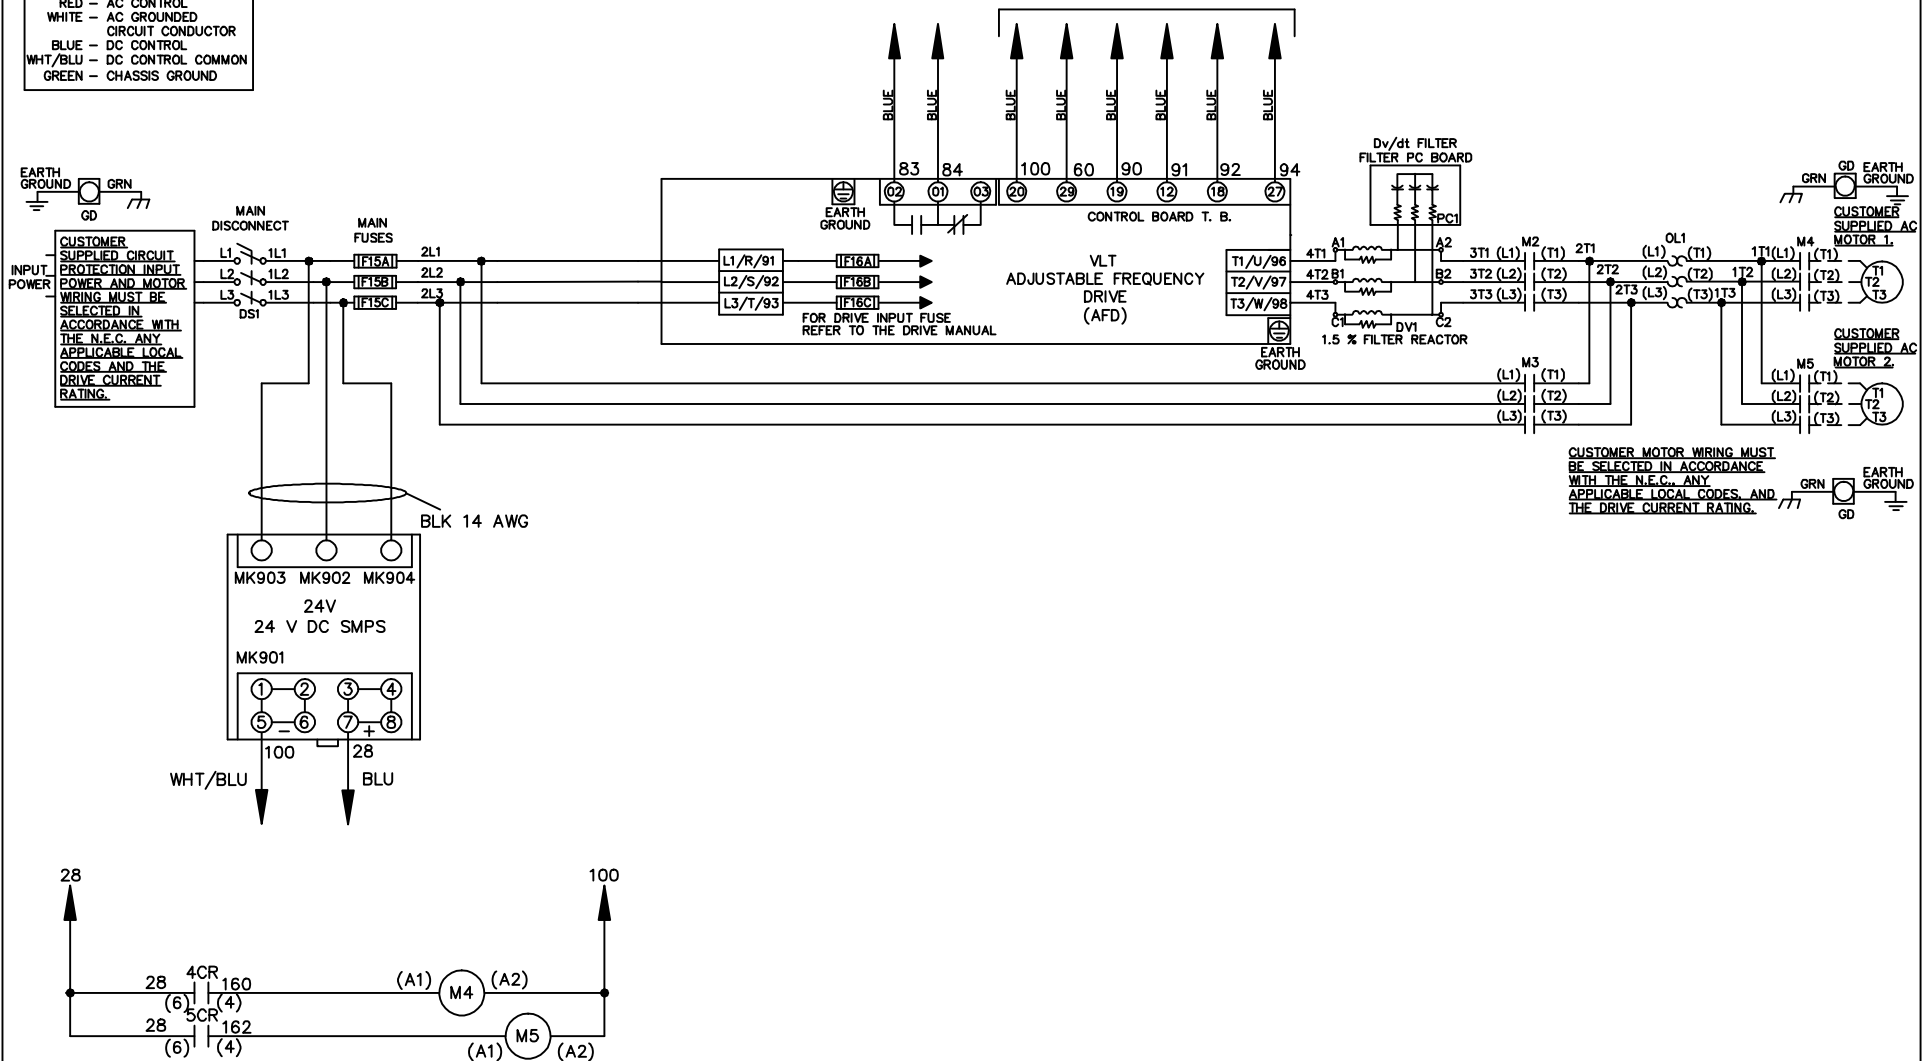 RED – AC CONTROL
WHITE – AC GROUNDED
CIRCUIT CONDUCTOR
BLUE – DC CONTROL
WHT/BLU – DC CONTROL COMMON
GREEN – CHASSIS GROUND
BLUE
BLUE
BLUE
BLUE
BLUE
BLUE
BLUE
83
84
100
60
90
91
92
94
02
01
03
20
29
19
12
18
27
EARTH
GROUND
CONTROL BOARD T. B.
EARTH
GROUND
GRN
GD
MAIN
DISCONNECT
MAIN
FUSES
INPUT
POWER
CUSTOMER
SUPPLIED CIRCUIT
PROTECTION INPUT
POWER AND MOTOR
WIRING MUST BE
SELECTED IN
ACCORDANCE WITH
THE N.E.C. ANY
APPLICABLE LOCAL
CODES AND THE
DRIVE CURRENT
RATING.
L1 1L1 F15A 2L1
L2 1L2 F15B 2L2
L3 1L3 F15C 2L3
DS1
L1/R/91 F16A
L2/S/92 F16B
L3/T/93 F16C
FOR DRIVE INPUT FUSE
REFER TO THE DRIVE MANUAL
VLT
ADJUSTABLE FREQUENCY
DRIVE
(AFD)
T1/U/96
T2/V/97
T3/W/98
EARTH
GROUND
Dv/dt FILTER
FILTER PC BOARD
PC1
4T1 A1 A2
4T2 B1 B2
4T3 C1 C2
DV1
1.5 % FILTER REACTOR
M2
3T1 (L1) (T1) 2T1
3T2 (L2) (T2) 2T2
3T3 (L3) (T3) 2T3
OL1
(L1) (T1) 1T1
(L2) (T2) 1T2
(L3) (T3) 1T3
M4
(L1) (T1)
(L2) (T2)
(L3) (T3)
T1
T2
T3
GRN
GD
EARTH
GROUND
CUSTOMER
SUPPLIED AC
MOTOR 1.
M3
(L1) (T1)
(L2) (T2)
(L3) (T3)
M5
(L1) (T1)
(L2) (T2)
(L3) (T3)
T1
T2
T3
CUSTOMER
SUPPLIED AC
MOTOR 2.
CUSTOMER MOTOR WIRING MUST
BE SELECTED IN ACCORDANCE
WITH THE N.E.C., ANY
APPLICABLE LOCAL CODES, AND
THE DRIVE CURRENT RATING.
GRN
GD
EARTH
GROUND
BLK 14 AWG
MK903 MK902 MK904
24V
24 V DC SMPS
MK901
1 2 3 4
5 6 7 8
– +
100 28
WHT/BLU BLU
28 100
4CR
28 160 (A1) M4 (A2)
(6) (4)
5CR
28 162 M5
(6) (4) (A1) (A2)